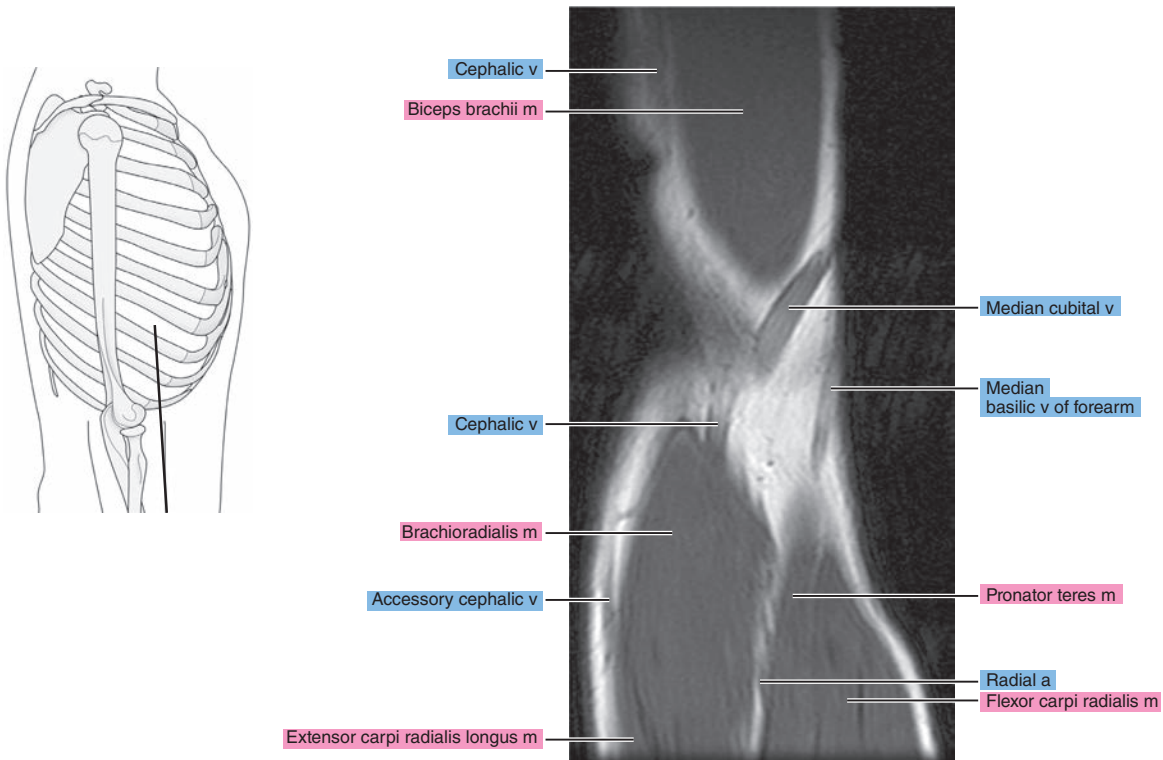 Cephalic v
Biceps brachii m
Median cubital v
Median
basilic v of forearm
Cephalic v
Brachioradialis m
Accessory cephalic v
Pronator teres m
Radial a
Flexor carpi radialis m
Extensor carpi radialis longus m